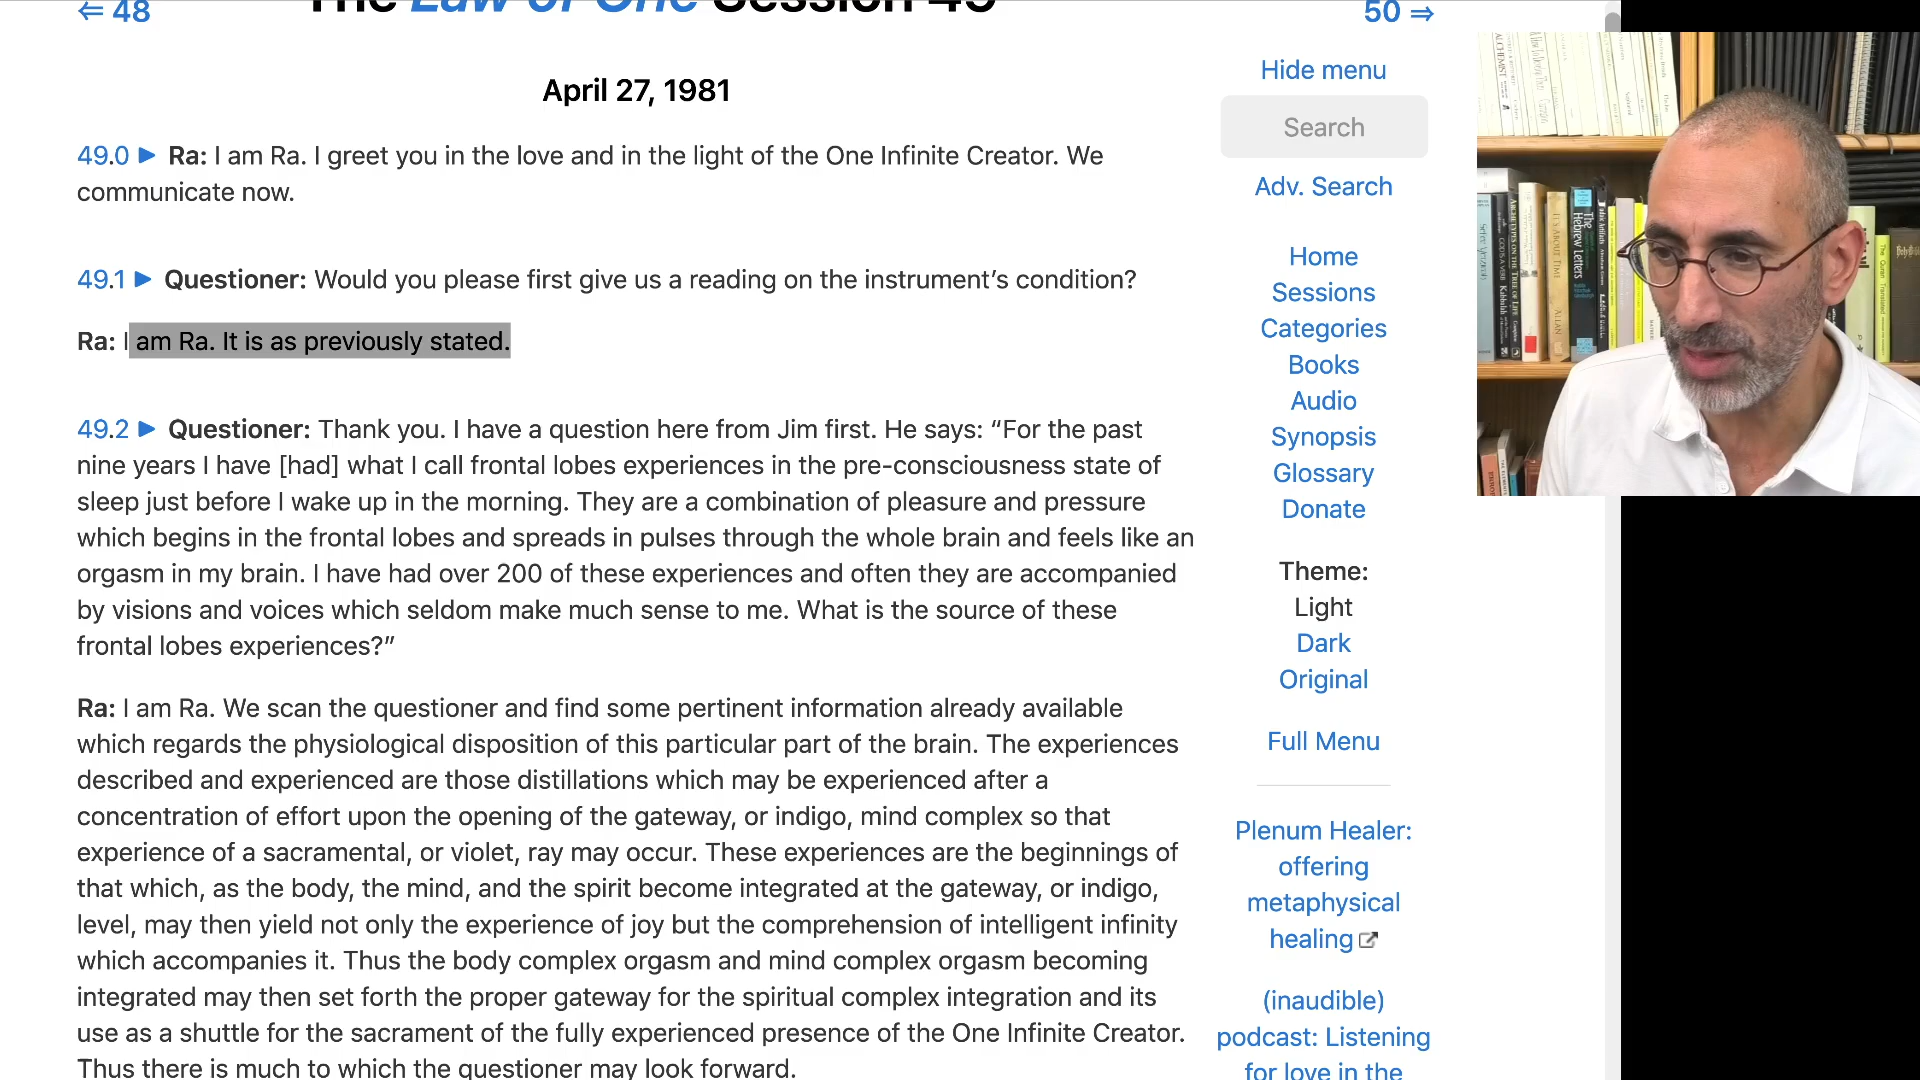 ⇐ 48
The Law of One Session 49
50 ⇒
April 27, 1981
49.0 ► Ra: I am Ra. I greet you in the love and in the light of the One Infinite Creator. We
communicate now.
49.1 ► Questioner: Would you please first give us a reading on the instrument’s condition?
Ra: I am Ra. It is as previously stated.
49.2 ► Questioner: Thank you. I have a question here from Jim first. He says: “For the past
nine years I have [had] what I call frontal lobes experiences in the pre-consciousness state of
sleep just before I wake up in the morning. They are a combination of pleasure and pressure
which begins in the frontal lobes and spreads in pulses through the whole brain and feels like an
orgasm in my brain. I have had over 200 of these experiences and often they are accompanied
by visions and voices which seldom make much sense to me. What is the source of these
frontal lobes experiences?”
Ra: I am Ra. We scan the questioner and find some pertinent information already available
which regards the physiological disposition of this particular part of the brain. The experiences
described and experienced are those distillations which may be experienced after a
concentration of effort upon the opening of the gateway, or indigo, mind complex so that
experience of a sacramental, or violet, ray may occur. These experiences are the beginnings of
that which, as the body, the mind, and the spirit become integrated at the gateway, or indigo,
level, may then yield not only the experience of joy but the comprehension of intelligent infinity
which accompanies it. Thus the body complex orgasm and mind complex orgasm becoming
integrated may then set forth the proper gateway for the spiritual complex integration and its
use as a shuttle for the sacrament of the fully experienced presence of the One Infinite Creator.
Thus there is much to which the questioner may look forward.
Hide menu
Search
Adv. Search
Home
Sessions
Categories
Books
Audio
Synopsis
Glossary
Donate
Theme:
Light
Dark
Original
Full Menu
Plenum Healer:
offering
metaphysical
healing
(inaudible)
podcast: Listening
for love in the
ALCHEMIST
IT'S ABOUT TIME
The
Hebrew Letters
The Quran Translated